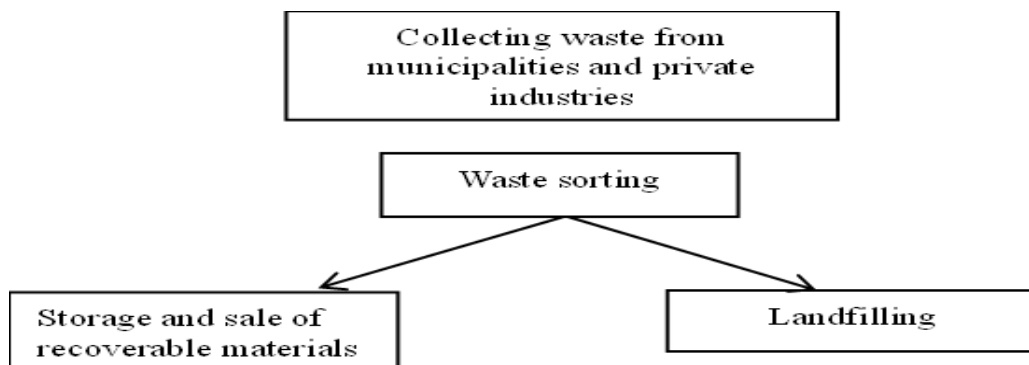 Collecting waste from
municipalities and private
industries
Waste sorting
Storage and sale of
recoverable materials
Landfilling